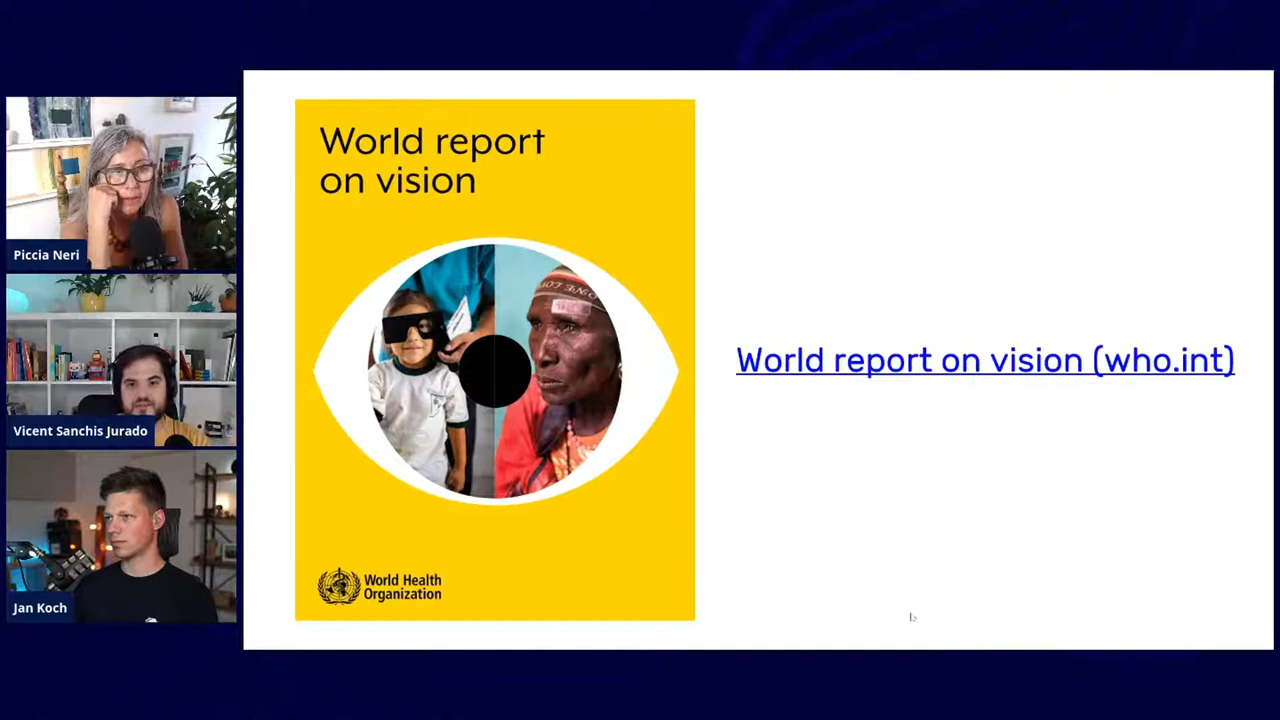 Piccia Neri
Vicent Sanchis Jurado
Jan Koch
World report
on vision
World Health
Organization
World report on vision (who.int)